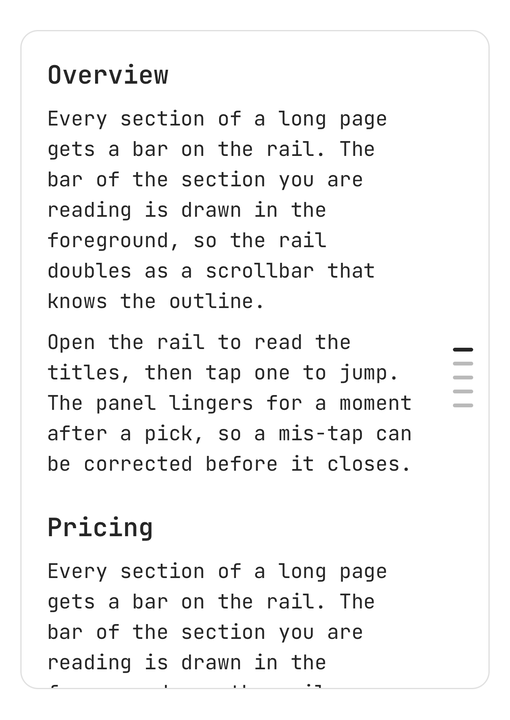 Overview
Every section of a long page
gets a bar on the rail. The
bar of the section you are
reading is drawn in the
foreground, so the rail
doubles as a scrollbar that
knows the outline.
Open the rail to read the
titles, then tap one to jump.
The panel lingers for a moment
after a pick, so a mis-tap can
be corrected before it closes.
Pricing
Every section of a long page
gets a bar on the rail. The
bar of the section you are
reading is drawn in the